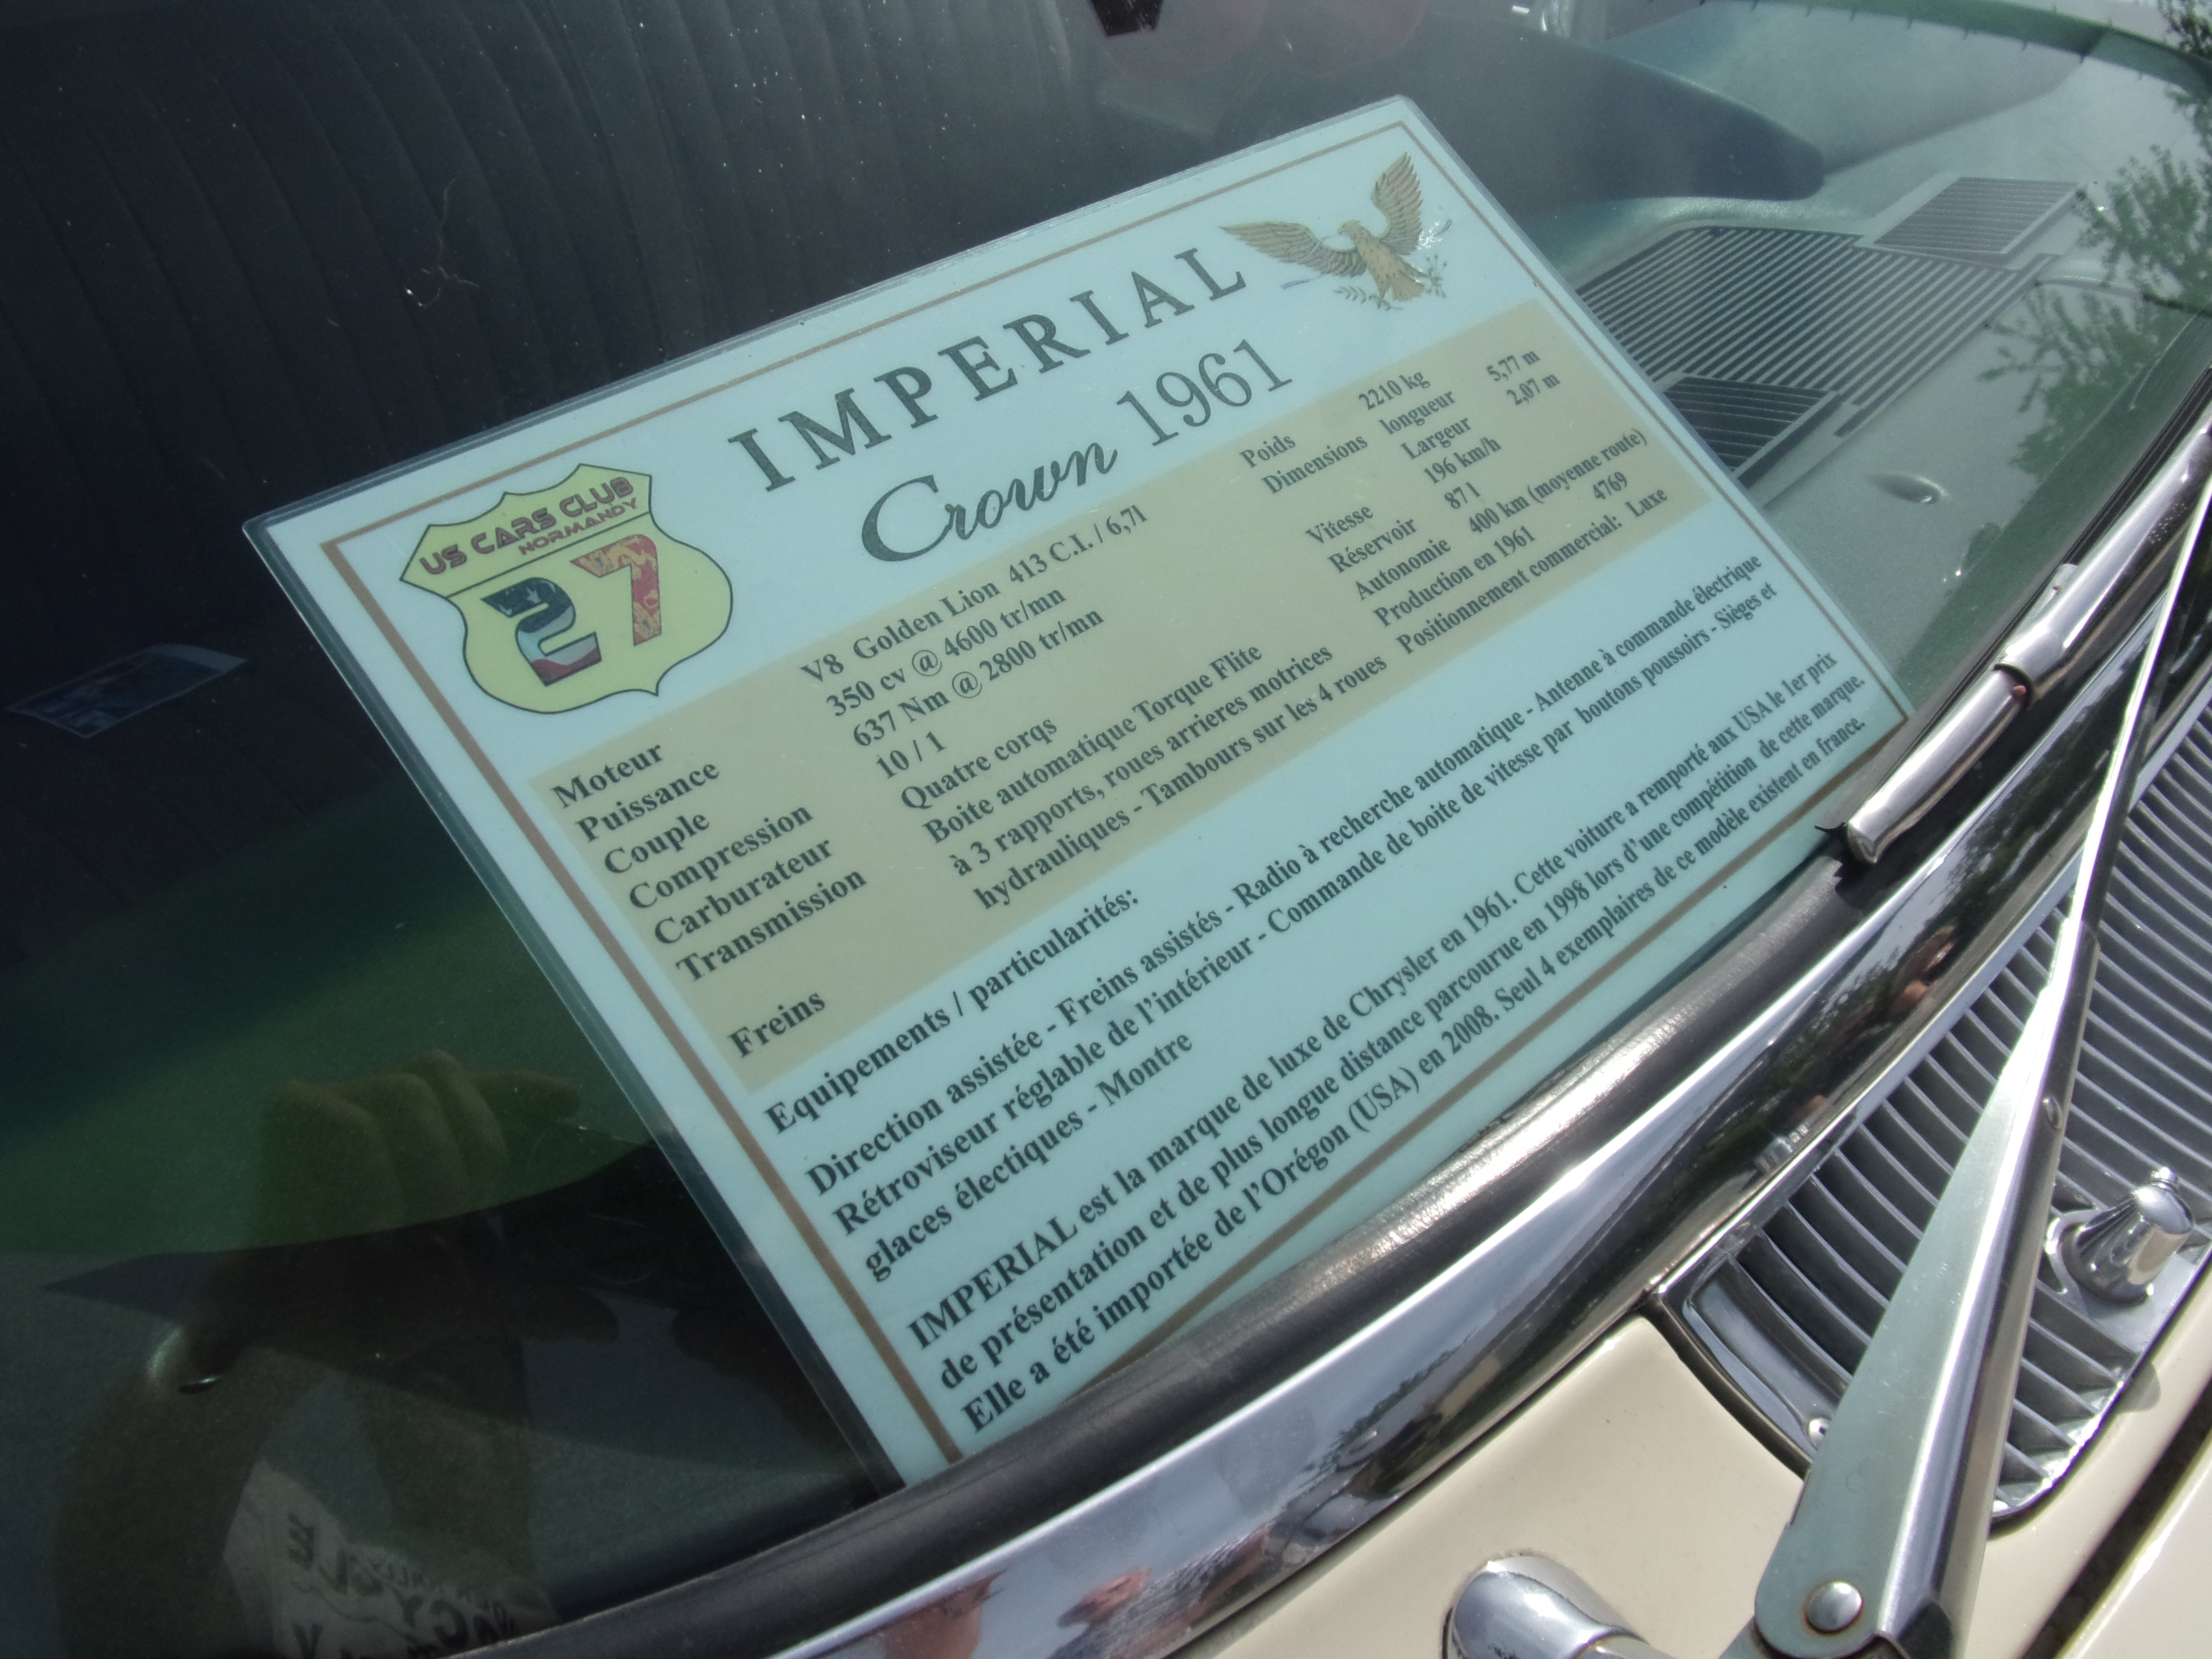 IMPERIAL
Crown 1961
US CARS CLUB
NORMANDY
27
Moteur V8 Golden Lion 413 C.I. / 6,7l
Puissance 350 cv @ 4600 tr/mn
Couple 637 Nm @ 2800 tr/mn
Compression 10 / 1
Carburateur Quatre corqs
Transmission Boite automatique Torque Flite
à 3 rapports, roues arrieres motrices
Freins hydrauliques - Tambours sur les 4 roues
Poids 2210 kg
Dimensions longueur 5,77 m
Largeur 2,07 m
Vitesse 196 km/h
Réservoir 87 l
Autonomie 400 km (moyenne route)
Production en 1961 4769
Positionnement commercial: Luxe
Equipements / particularités:
Direction assistée - Freins assistés - Radio à recherche automatique - Antenne à commande électrique
Rétroviseur réglable de l'intérieur - Commande de boite de vitesse par boutons poussoirs - Sièges et
glaces électiques - Montre
IMPERIAL est la marque de luxe de Chrysler en 1961. Cette voiture a remporté aux USA le 1er prix
de présentation et de plus longue distance parcourue en 1998 lors d'une compétition de cette marque.
Elle a été importée de l'Orégon (USA) en 2008. Seul 4 exemplaires de ce modèle existent en france.